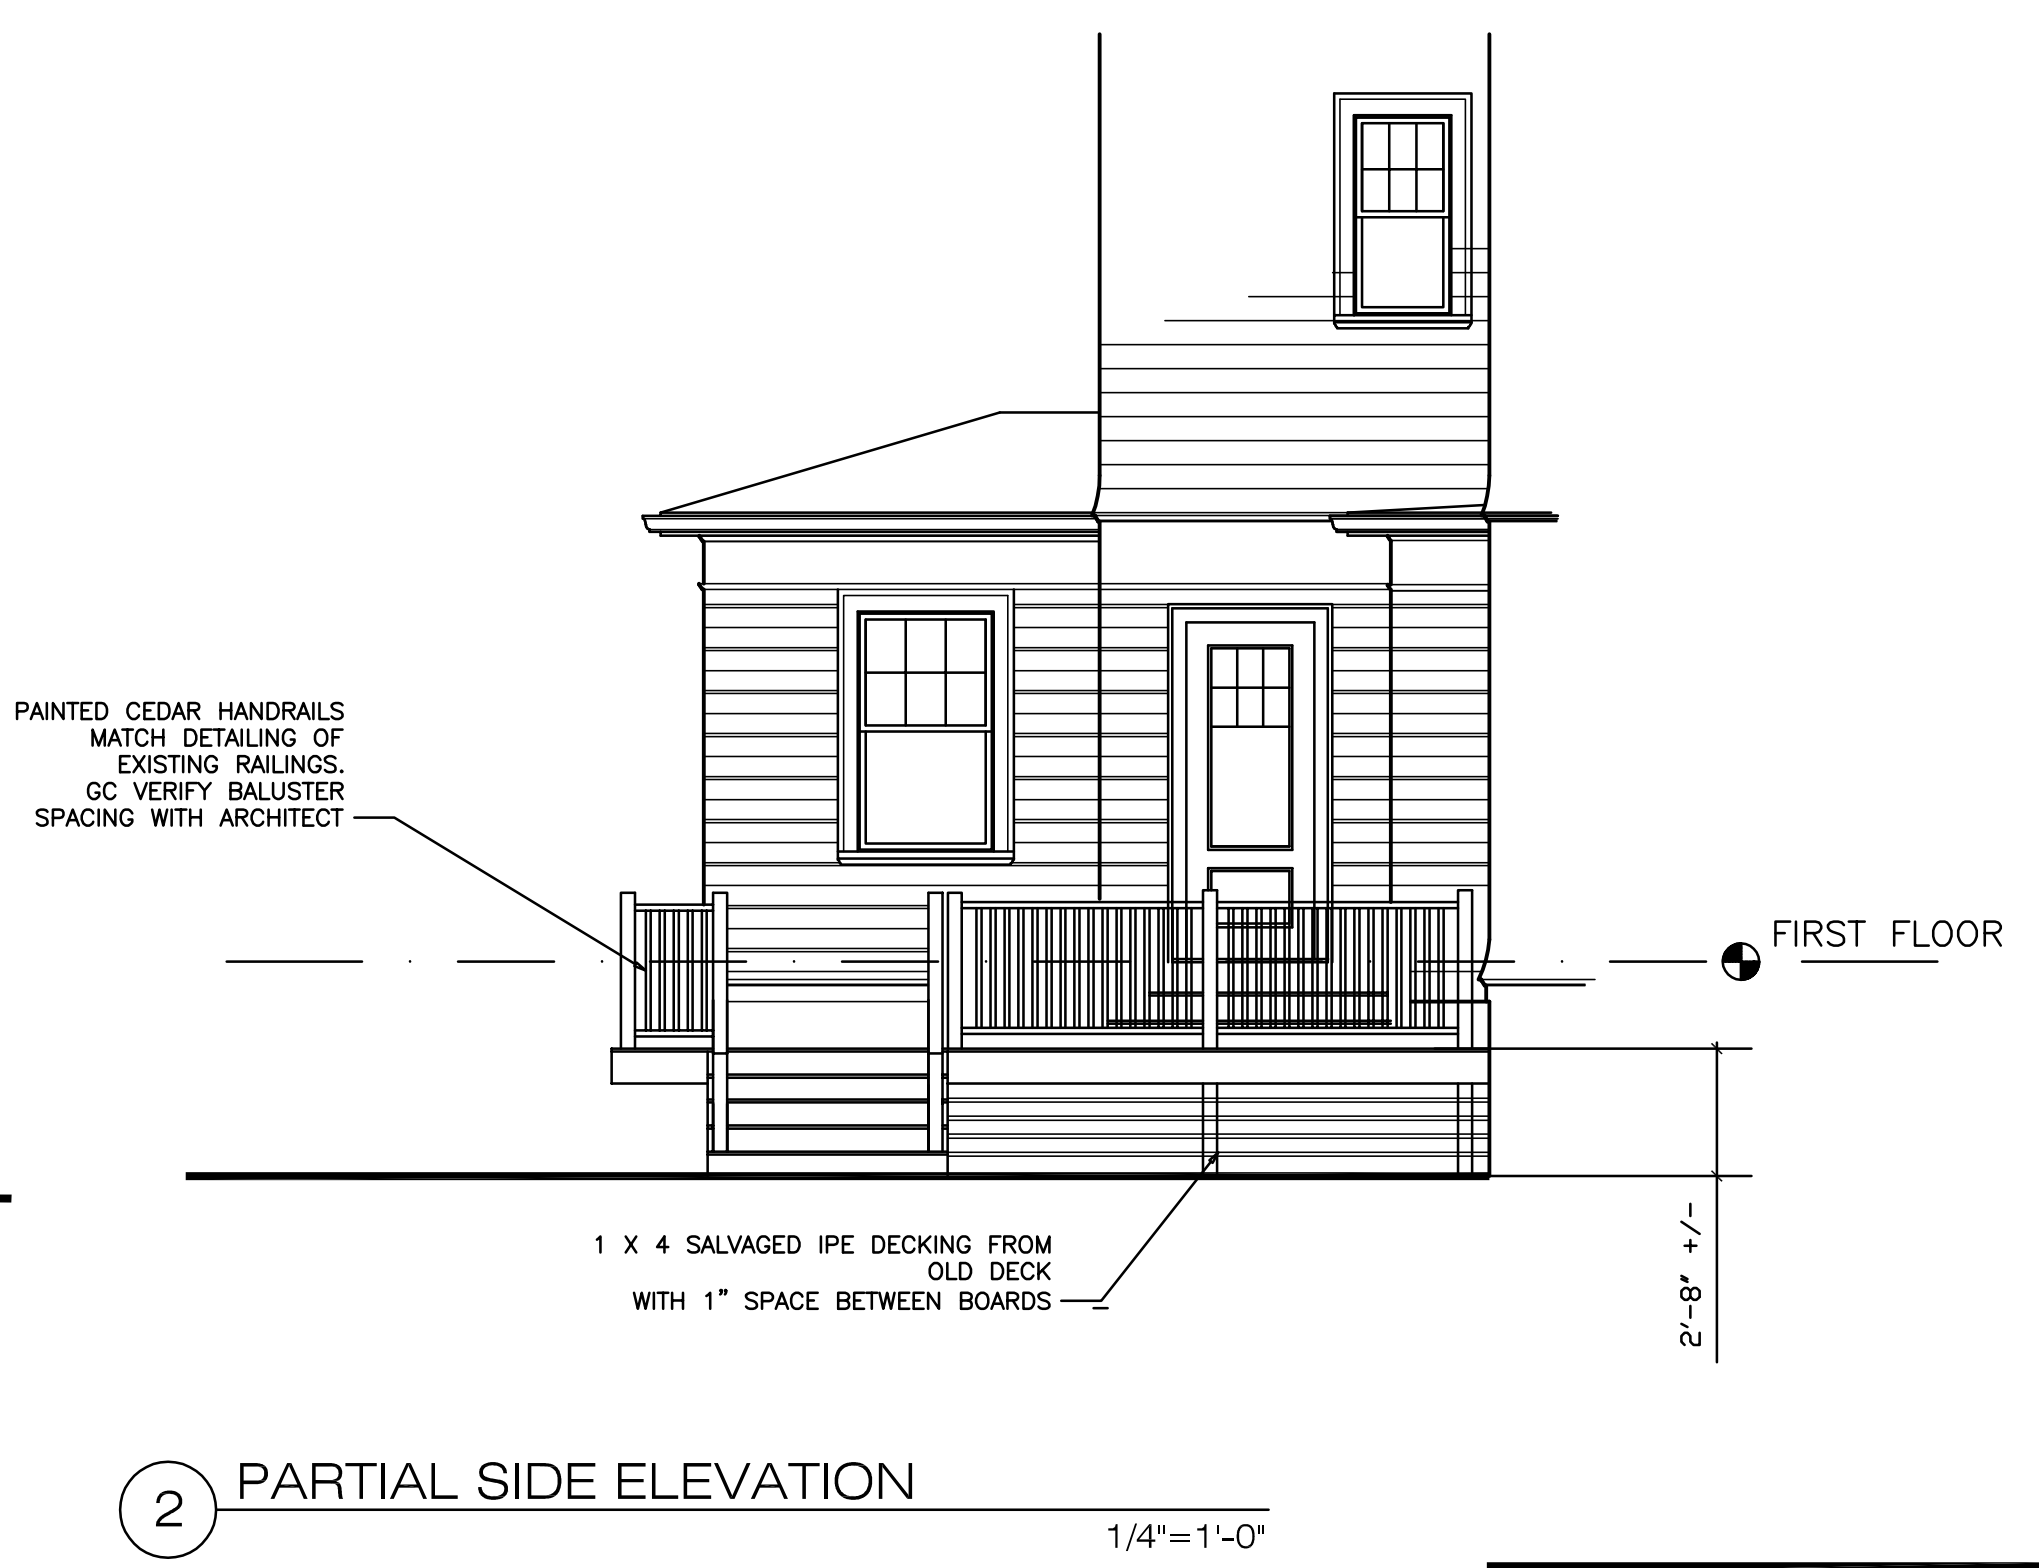 PAINTED CEDAR HANDRAILS
MATCH DETAILING OF
EXISTING RAILINGS.
GC VERIFY BALUSTER
SPACING WITH ARCHITECT
FIRST FLOOR
1 X 4 SALVAGED IPE DECKING FROM
OLD DECK
WITH 1" SPACE BETWEEN BOARDS
2'-8" +/-
2 PARTIAL SIDE ELEVATION
1/4"=1'-0"